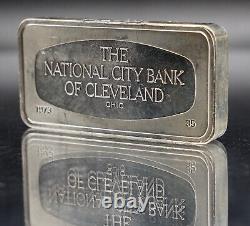 THE
NATIONAL CITY BANK
OF CLEVELAND
OHIO
1973 35